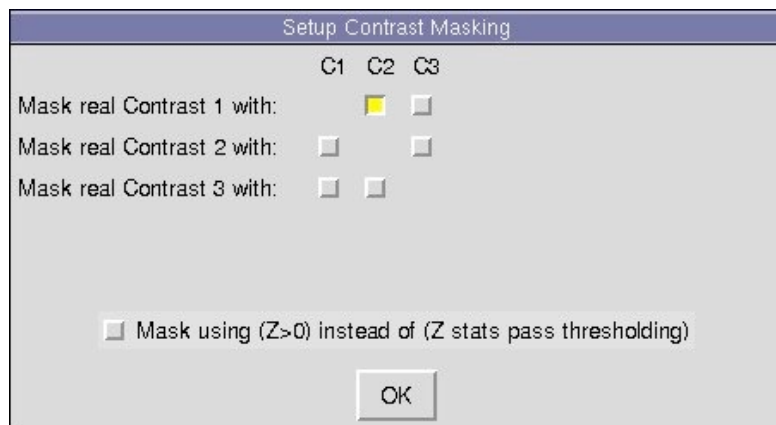 Setup Contrast Masking
C1 C2 C3
Mask real Contrast 1 with:
Mask real Contrast 2 with:
Mask real Contrast 3 with:
Mask using (Z>0) instead of (Z stats pass thresholding)
OK